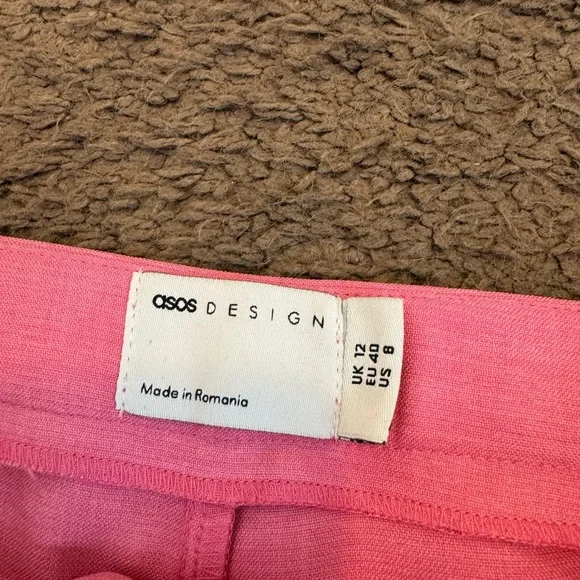 asos DESIGN
Made in Romania
UK 12
EU 40
US 8